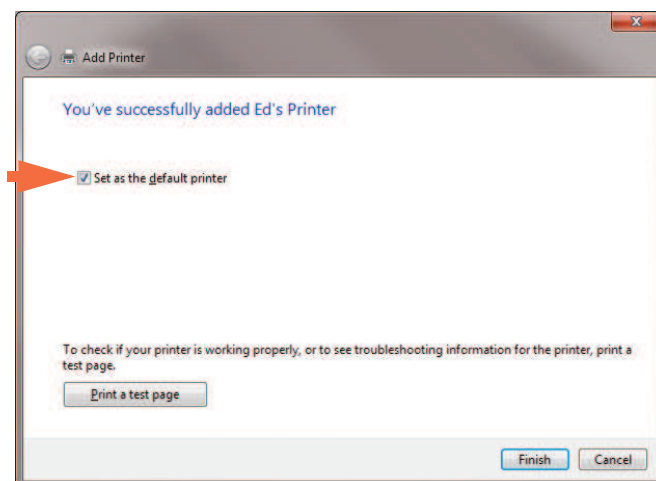 X
Add Printer
You've successfully added Ed's Printer
Set as the default printer
To check if your printer is working properly, or to see troubleshooting information for the printer, print a
test page.
Print a test page
Finish Cancel